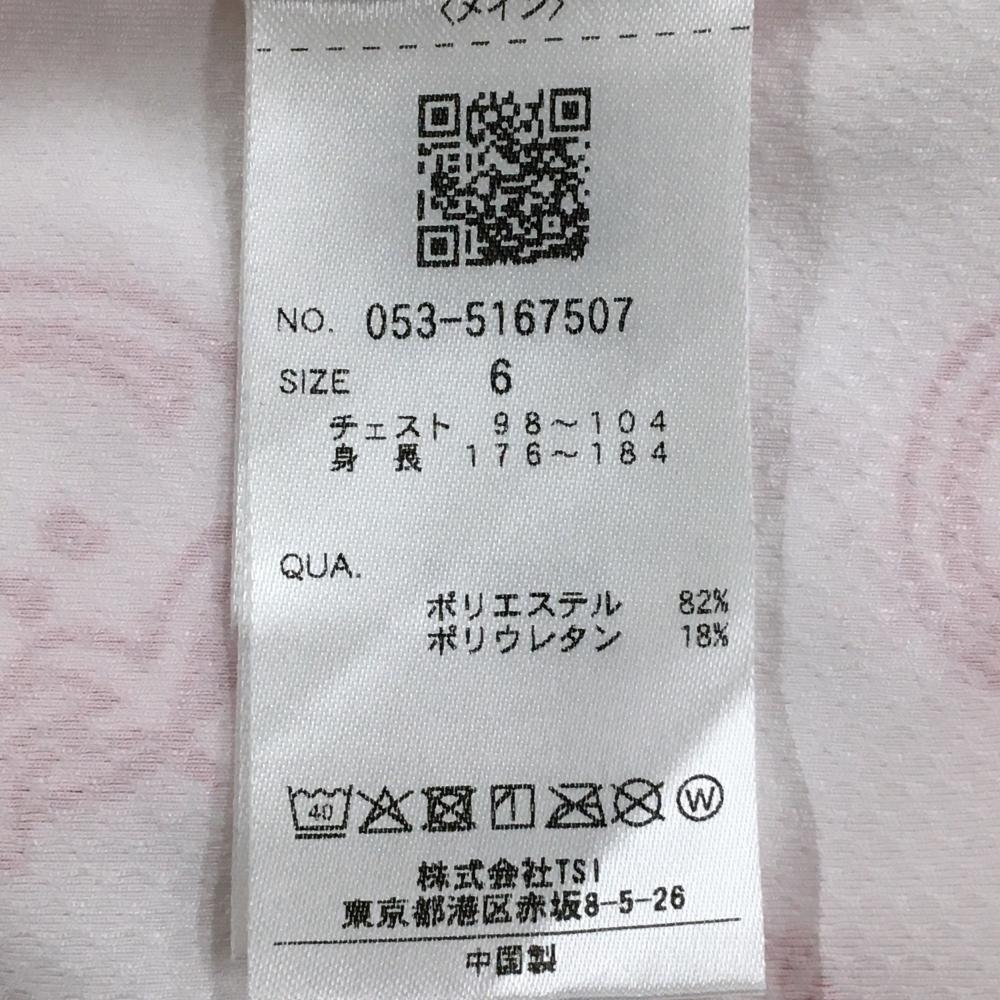 〈メイン〉
NO. 053-5167507
SIZE 6
チェスト 98~104
身長 176~184
QUA.
ポリエステル 82%
ポリウレタン 18%
40
W
株式会社TSI
東京都港区赤坂8-5-26
中国製